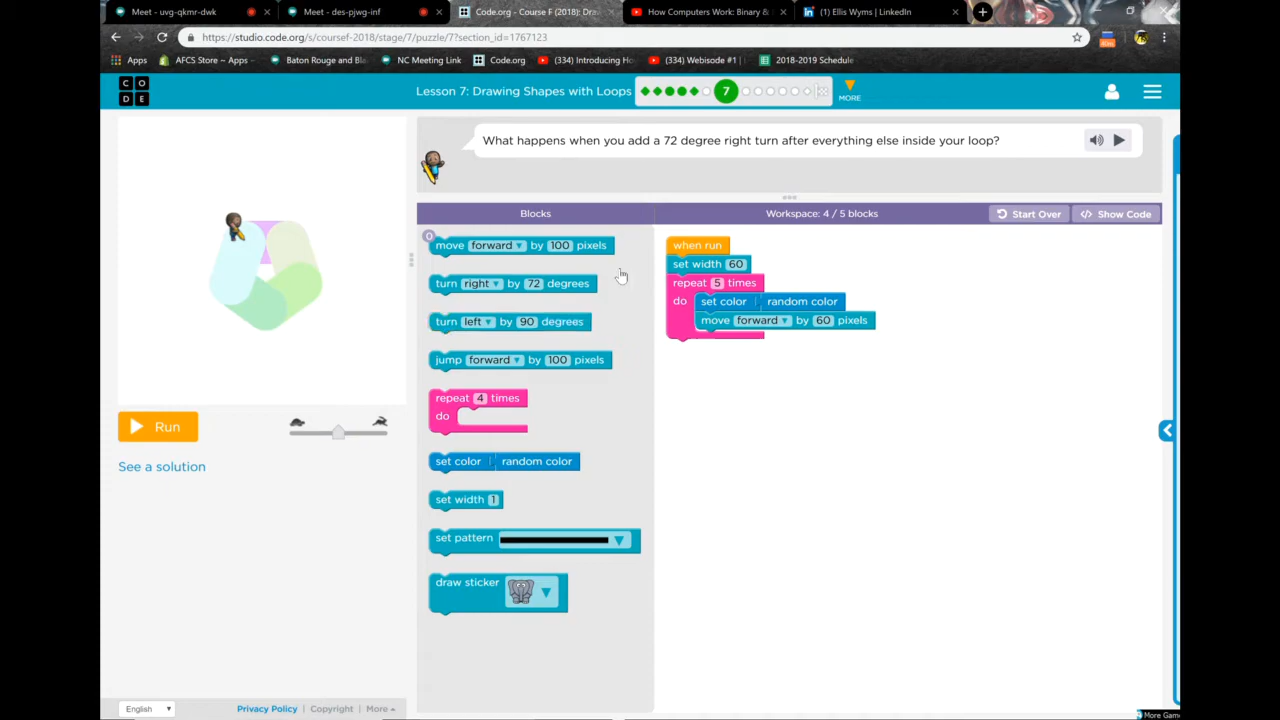 Meet - uvg-qkmr-dwk
Meet - des-pjwg-inf
Code.org - Course F (2018): Dra
How Computers Work: Binary &
(1) Ellis Wyms | LinkedIn
https://studio.code.org/s/coursef-2018/stage/7/puzzle/7?section_id=1767123
Apps
AFCS Store ~ Apps -
Baton Rouge and Bla
NC Meeting Link
Code.org
(334) Introducing Ho
(334) Webisode #1 |
2018-2019 Schedule
C O
D E
Lesson 7: Drawing Shapes with Loops
7
MORE
What happens when you add a 72 degree right turn after everything else inside your loop?
Blocks
Workspace: 4 / 5 blocks
Start Over
</> Show Code
0
move forward by 100 pixels
turn right by 72 degrees
turn left by 90 degrees
jump forward by 100 pixels
repeat 4 times
do
set color random color
set width 1
set pattern
draw sticker
when run
set width 60
repeat 5 times
do set color random color
move forward by 60 pixels
Run
See a solution
English
Privacy Policy | Copyright | More
More Gam